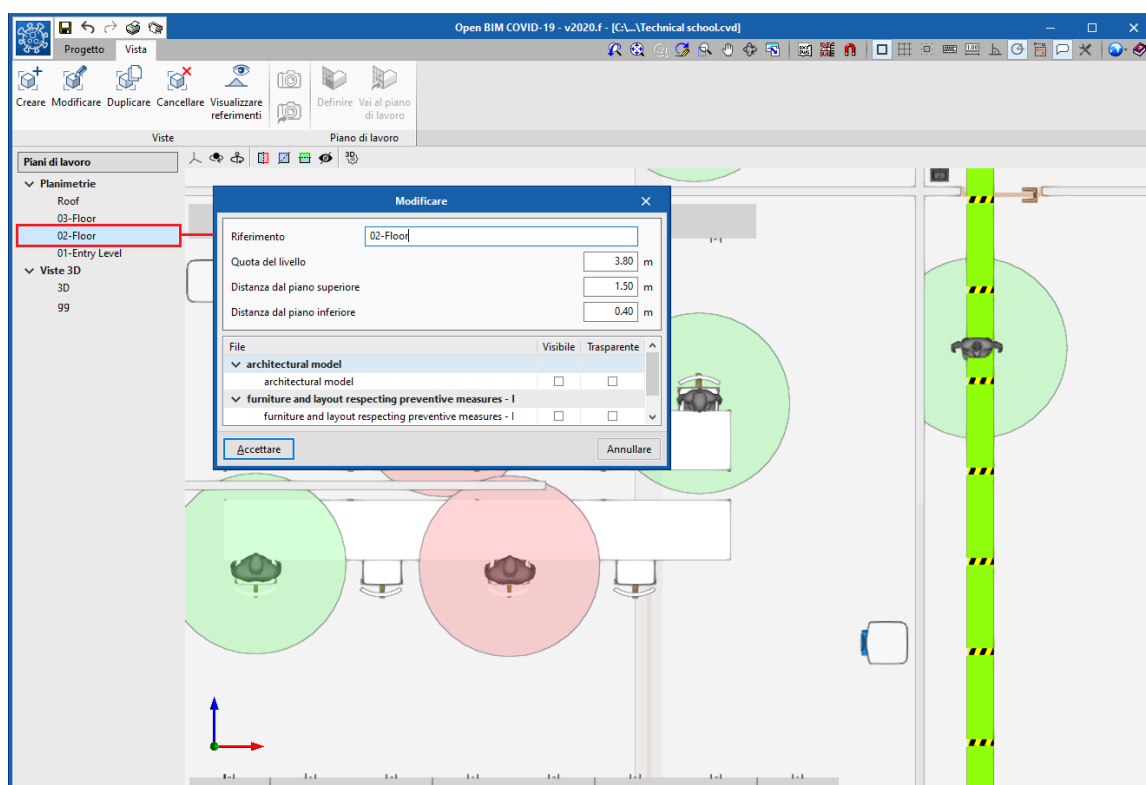 Open BIM COVID-19 - v2020.f - [C:\...\Technical school.cvd]
Progetto Vista
Creare Modificare Duplicare Cancellare Visualizzare referimenti
Definire Vai al piano di lavoro
Viste
Piano di lavoro
Piani di lavoro
Planimetrie
Roof
03-Floor
02-Floor
01-Entry Level
Viste 3D
3D
gg
3D
Modificare
Riferimento 02-Floor
Quota del livello 3.80 m
Distanza dal piano superiore 1.50 m
Distanza dal piano inferiore 0.40 m
File Visibile Trasparente
architectural model
architectural model
furniture and layout respecting preventive measures - I
furniture and layout respecting preventive measures - I
Accettare Annullare